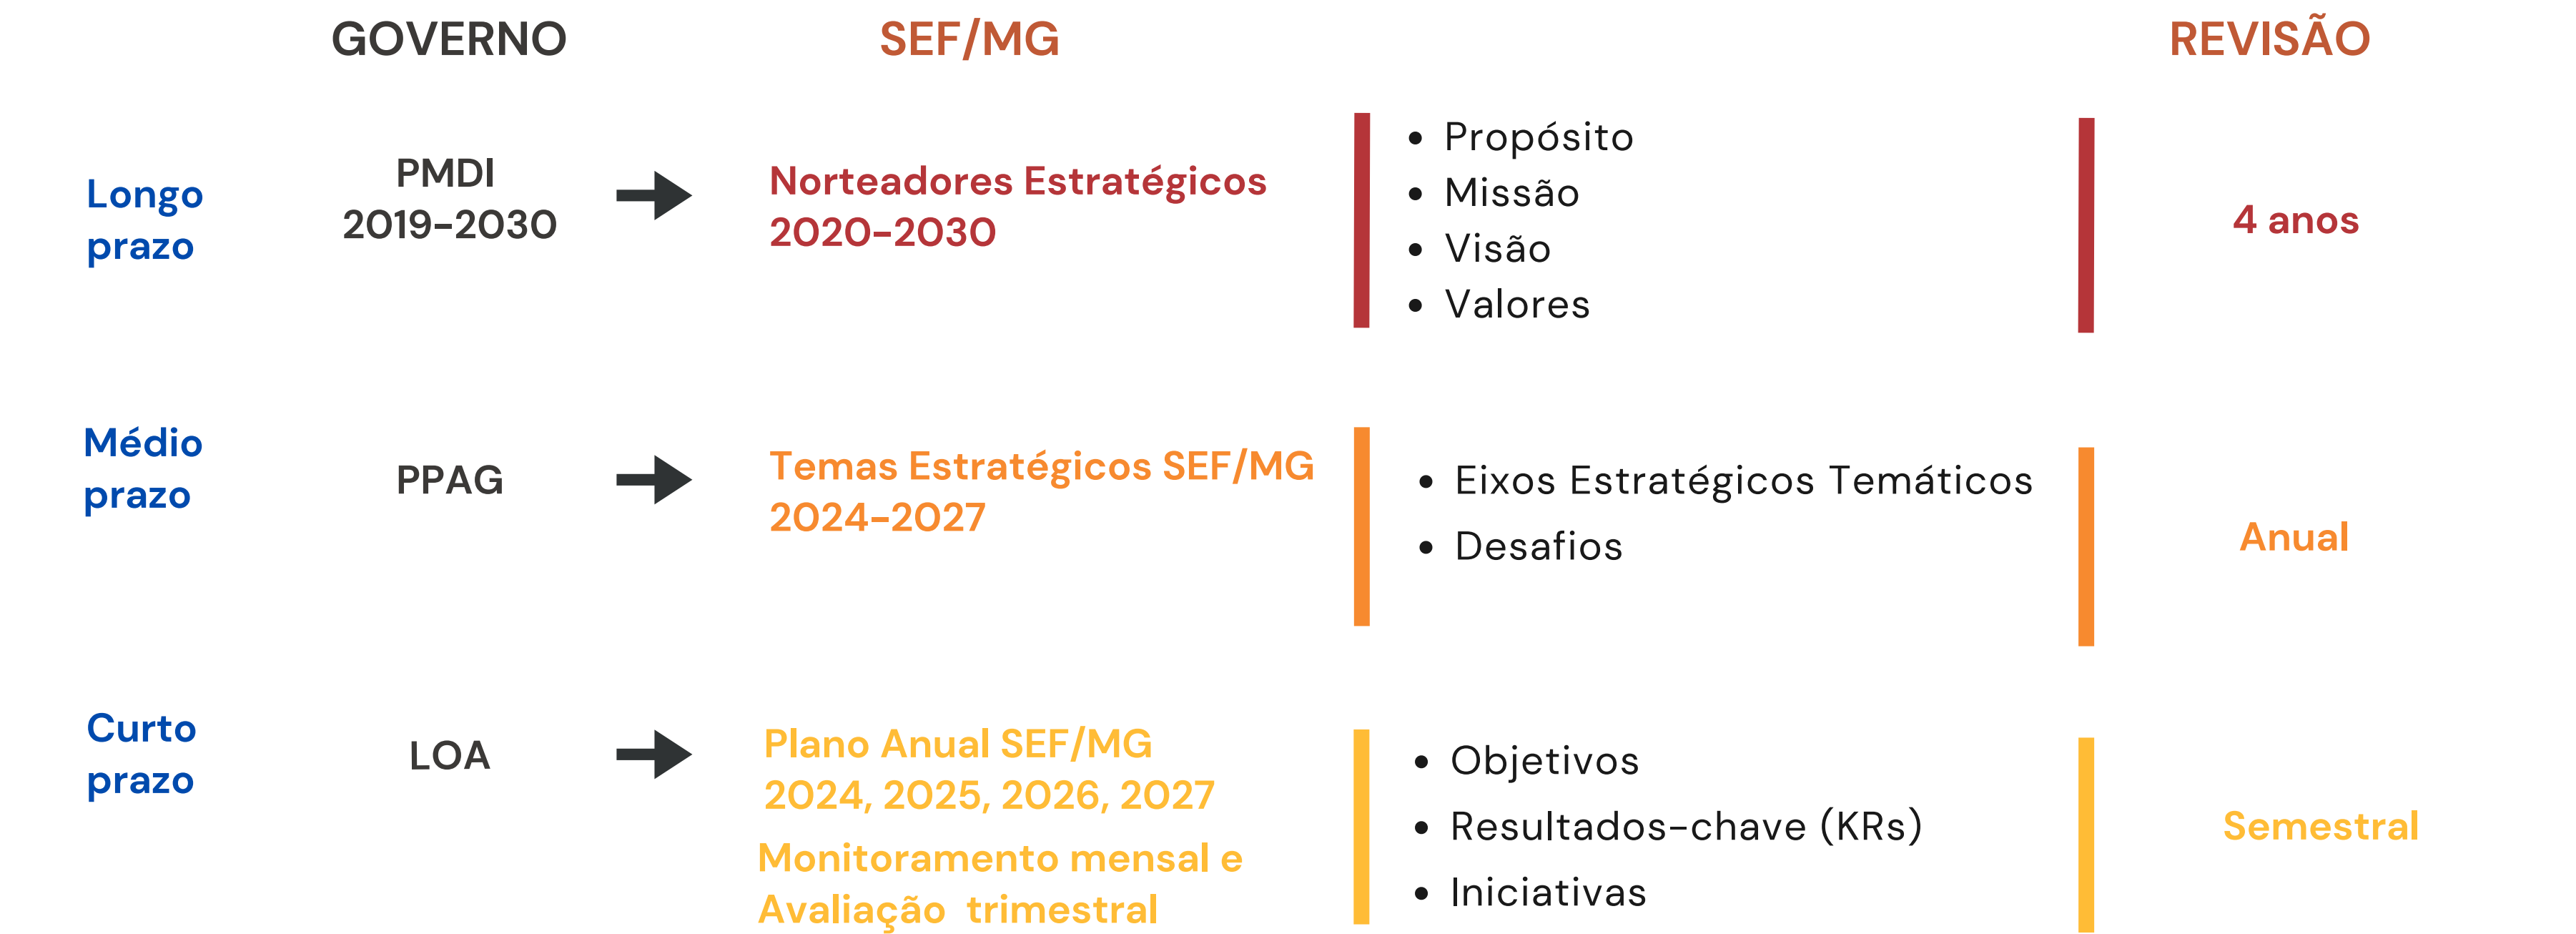 GOVERNO
SEF/MG
REVISÃO
Longo
prazo
PMDI
2019-2030
Norteadores Estratégicos
2020-2030
• Propósito
• Missão
• Visão
• Valores
4 anos
Médio
prazo
PPAG
Temas Estratégicos SEF/MG
2024-2027
• Eixos Estratégicos Temáticos
• Desafios
Anual
Curto
prazo
LOA
Plano Anual SEF/MG
2024, 2025, 2026, 2027
Monitoramento mensal e
Avaliação trimestral
• Objetivos
• Resultados-chave (KRs)
• Iniciativas
Semestral